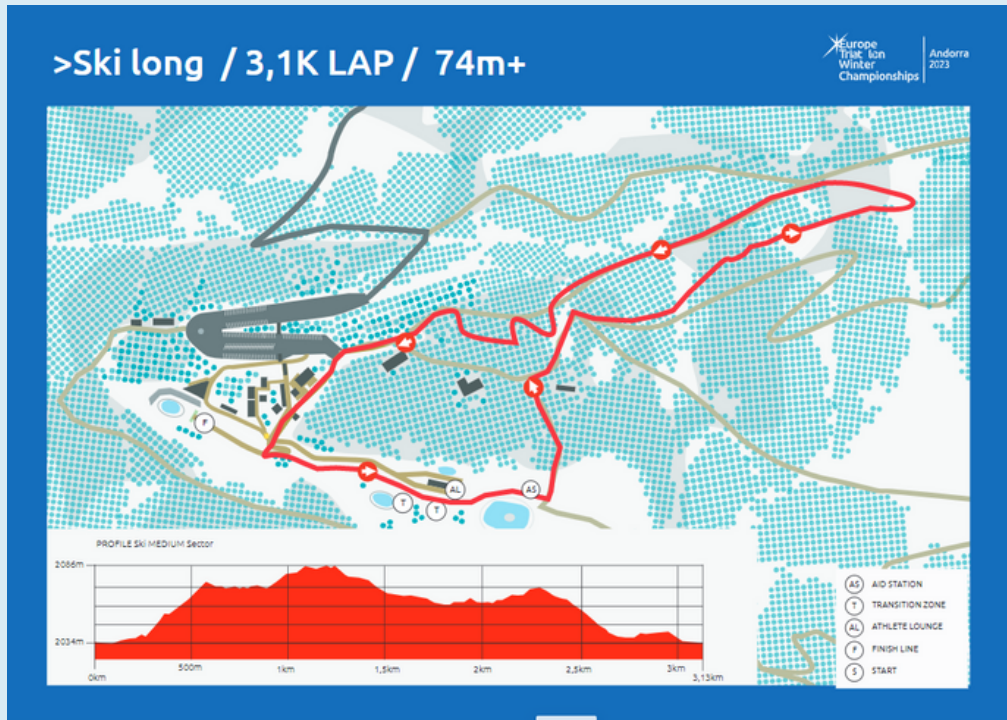 >Ski long / 3,1K LAP / 74m+
Europe
Triatlon
Winter
Championships
Andorra
2023
F
T
T
AL
AS
PROFILE Ski MEDIUM Sector
2086m
2034m
0km
500m
1km
1,5km
2km
2,5km
3km
3,13km
AS AID STATION
T TRANSITION ZONE
AL ATHLETE LOUNGE
F FINISH LINE
S START